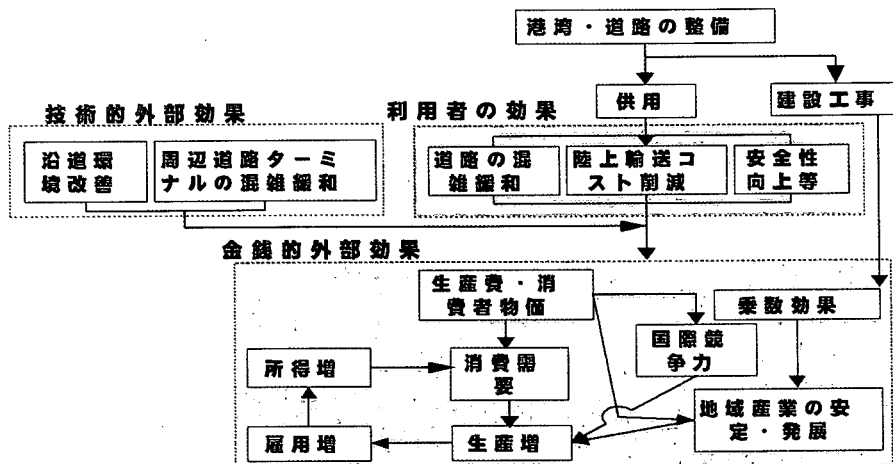 港湾・道路の整備
供用
建設工事
技術的外部効果
利用者の効果
沿道環
境改善
周辺道路ターミ
ナルの混雑緩和
道路の混
雑緩和
陸上輸送コ
スト削減
安全性
向上等
金銭的外部効果
生産費・消
費者物価
乗数効果
国際競
争力
所得増
消費需
要
地域産業の安
定・発展
雇用増
生産増